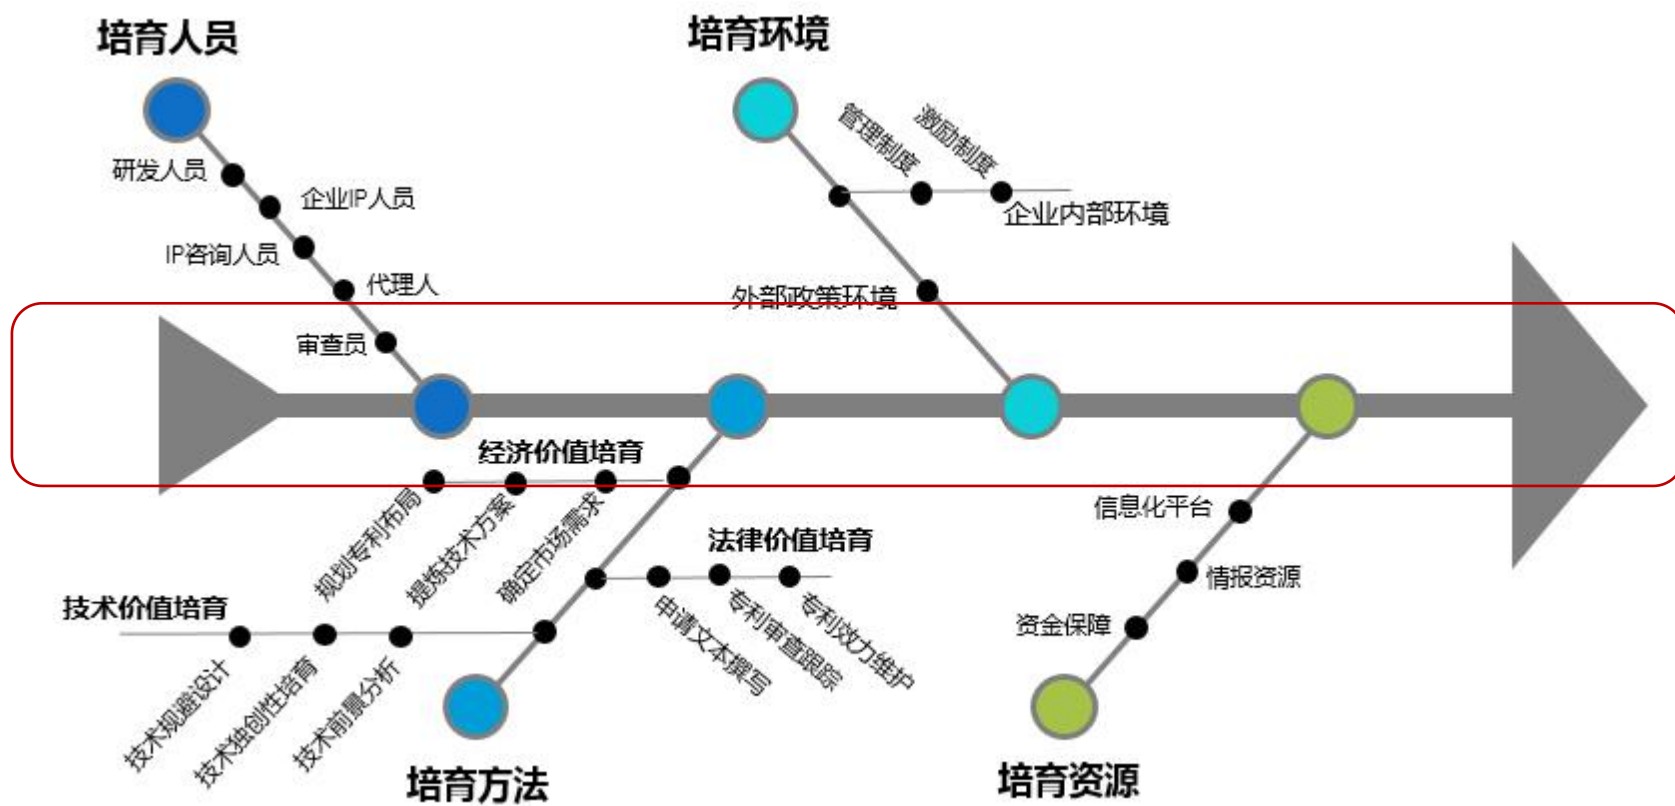 培育人员
研发人员
企业IP人员
IP咨询人员
代理人
审查员
培育环境
管理制度
激励制度
企业内部环境
外部政策环境
经济价值培育
规划专利布局
提炼技术方案
确定市场需求
法律价值培育
申请文本撰写
专利审查跟踪
专利效力维护
技术价值培育
技术规避设计
技术独创性培育
技术前景分析
培育方法
信息化平台
情报资源
资金保障
培育资源